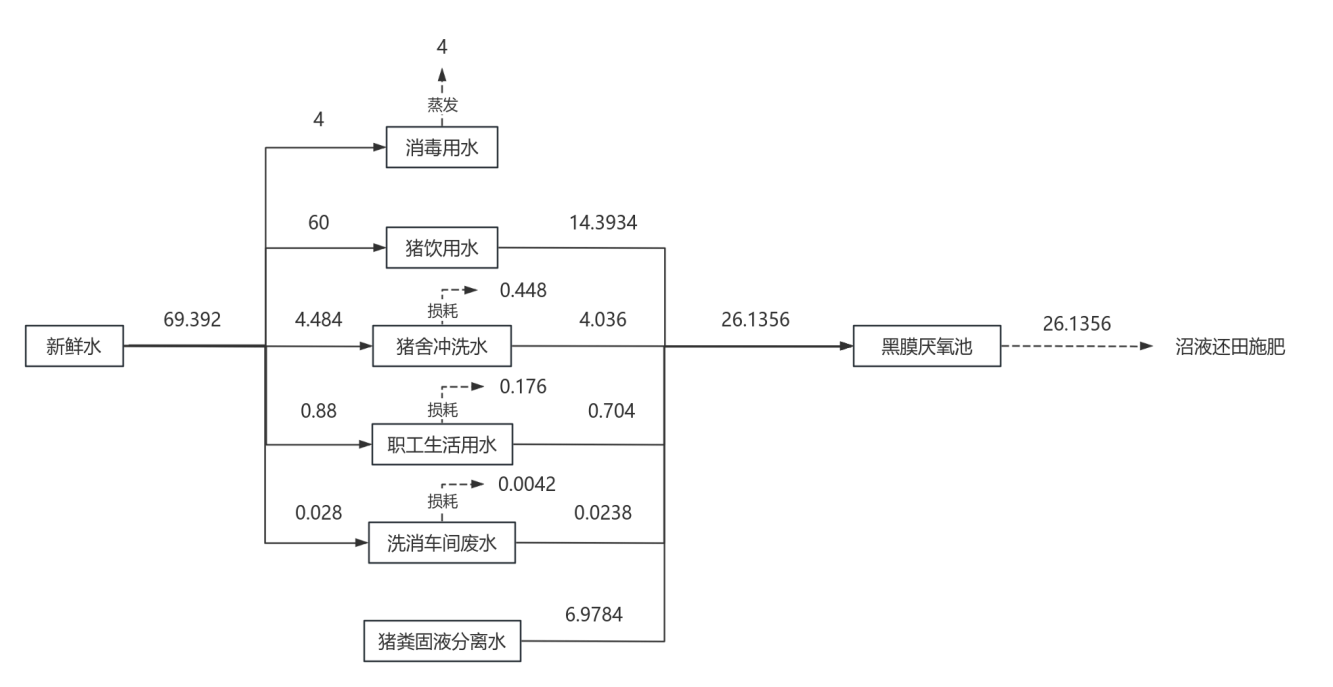 4
蒸发
4
消毒用水
60
猪饮用水
14.3934
损耗
0.448
新鲜水
69.392
4.484
猪舍冲洗水
4.036
26.1356
黑膜厌氧池
26.1356
沼液还田施肥
损耗
0.176
0.88
职工生活用水
0.704
损耗
0.0042
0.028
洗消车间废水
0.0238
猪粪固液分离水
6.9784